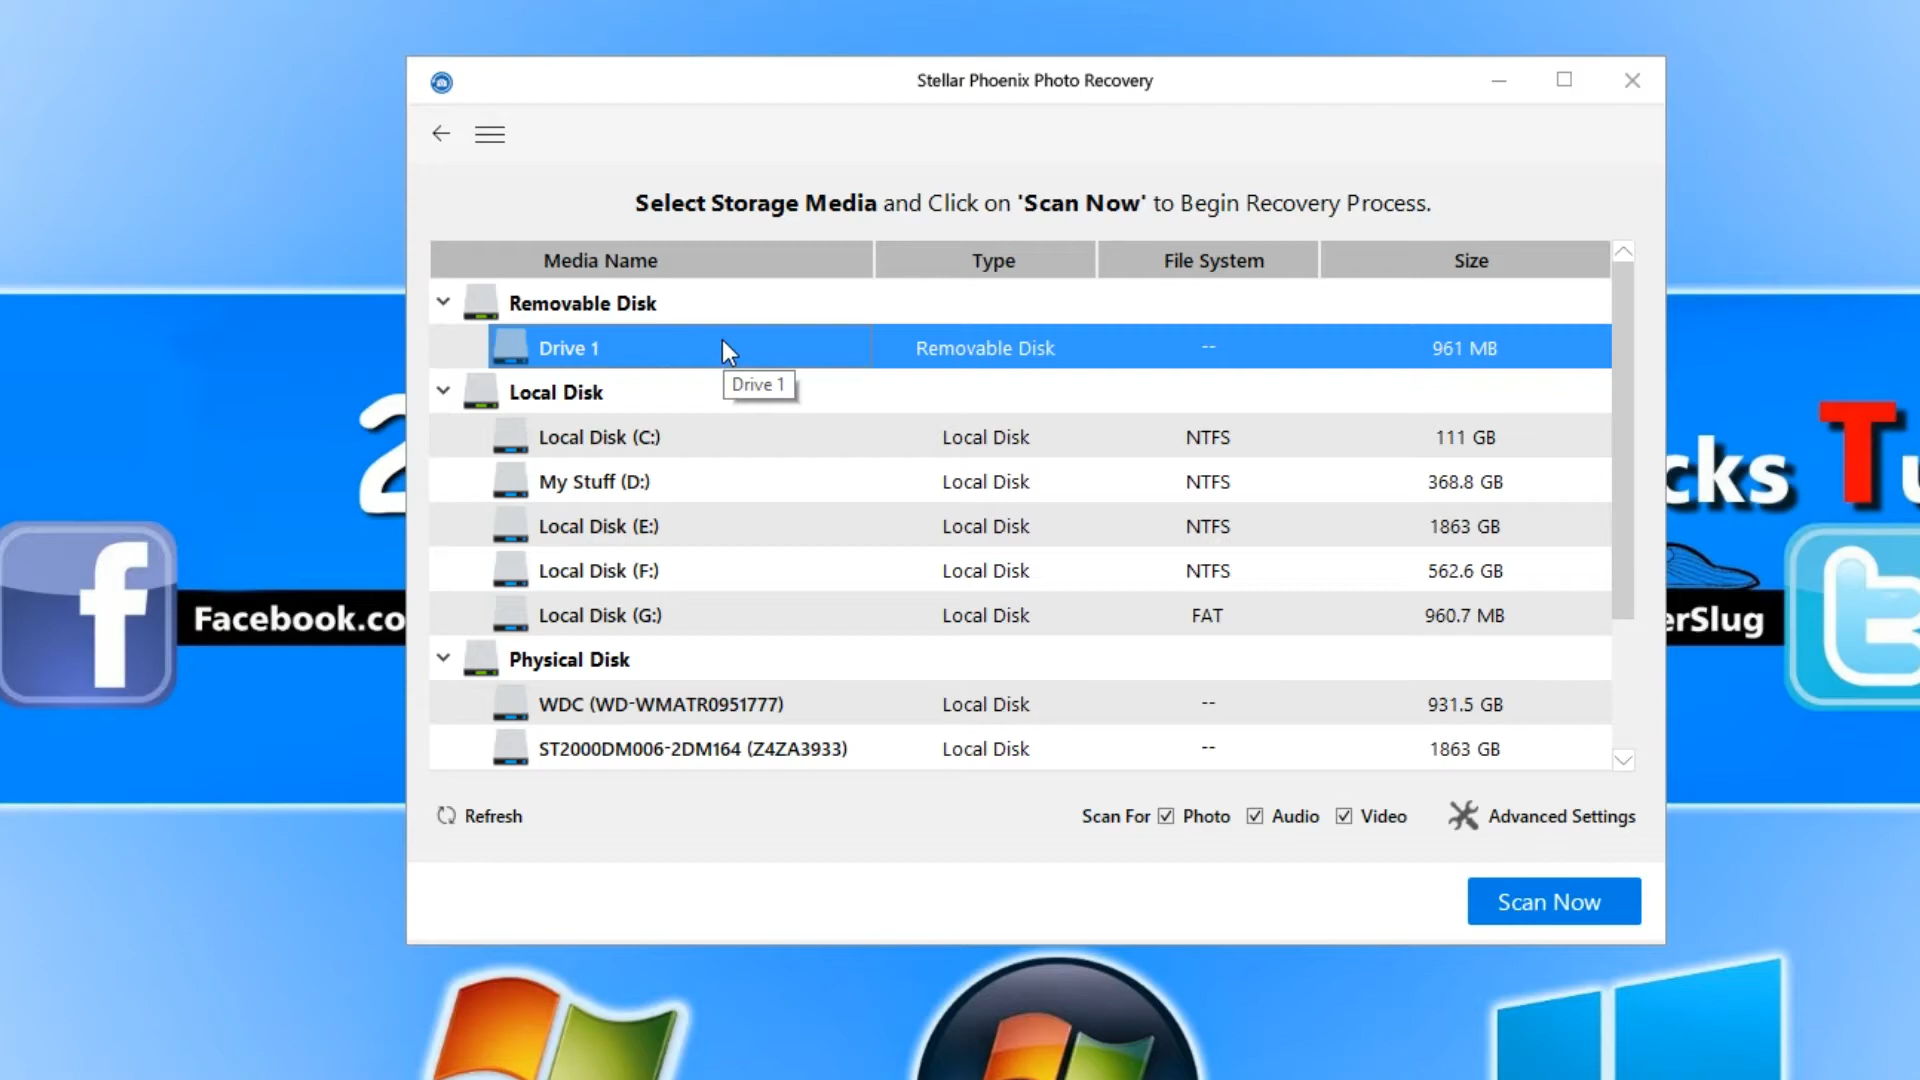 Stellar Phoenix Photo Recovery
Select Storage Media and Click on 'Scan Now' to Begin Recovery Process.
Media Name Type File System Size
Removable Disk
Drive 1 Removable Disk -- 961 MB
Drive 1
Local Disk
Local Disk (C:) Local Disk NTFS 111 GB
My Stuff (D:) Local Disk NTFS 368.8 GB
Local Disk (E:) Local Disk NTFS 1863 GB
Local Disk (F:) Local Disk NTFS 562.6 GB
Local Disk (G:) Local Disk FAT 960.7 MB
Physical Disk
WDC (WD-WMATR0951777) Local Disk -- 931.5 GB
ST2000DM006-2DM164 (Z4ZA3933) Local Disk -- 1863 GB
Refresh Scan For Photo Audio Video Advanced Settings
Scan Now
2 cks Tu
Facebook.co erSlug